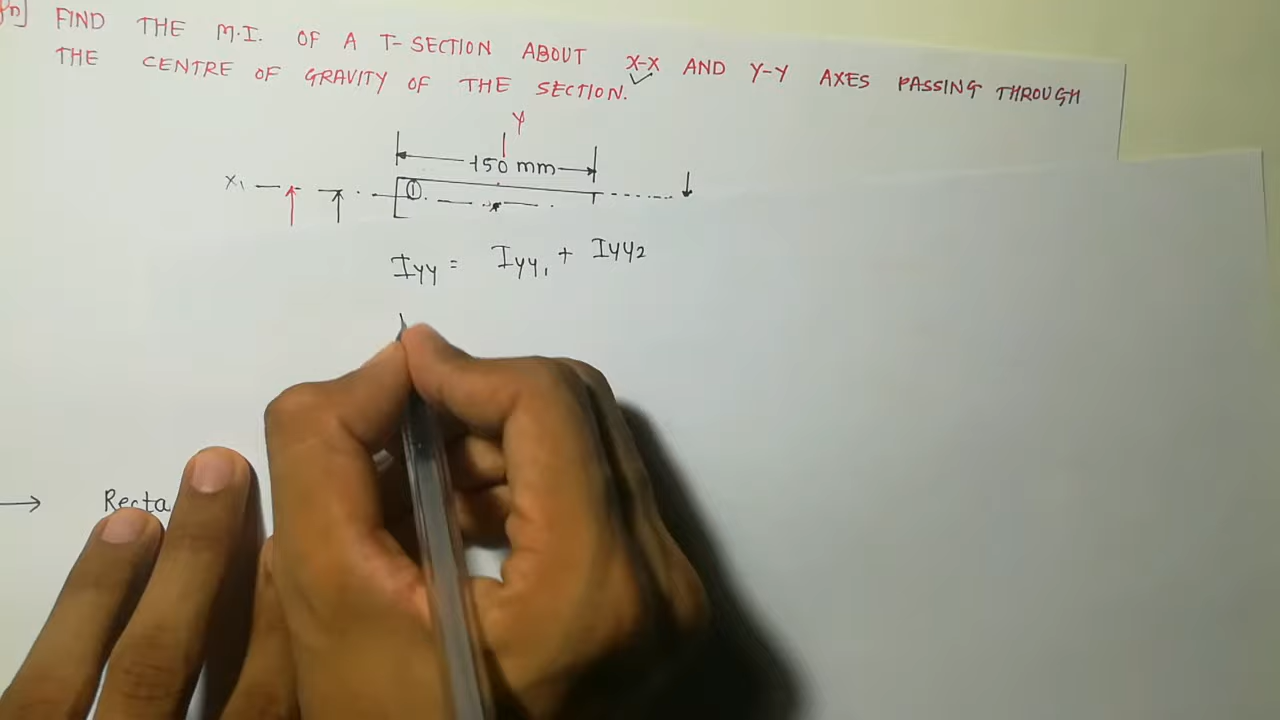 FIND THE M.I. OF A T-SECTION ABOUT X-X AND Y-Y AXES PASSING THROUGH
THE CENTRE OF GRAVITY OF THE SECTION.
Y
150 mm
X₁
①
Iyy = Iyy₁ + Iyy₂
Recta